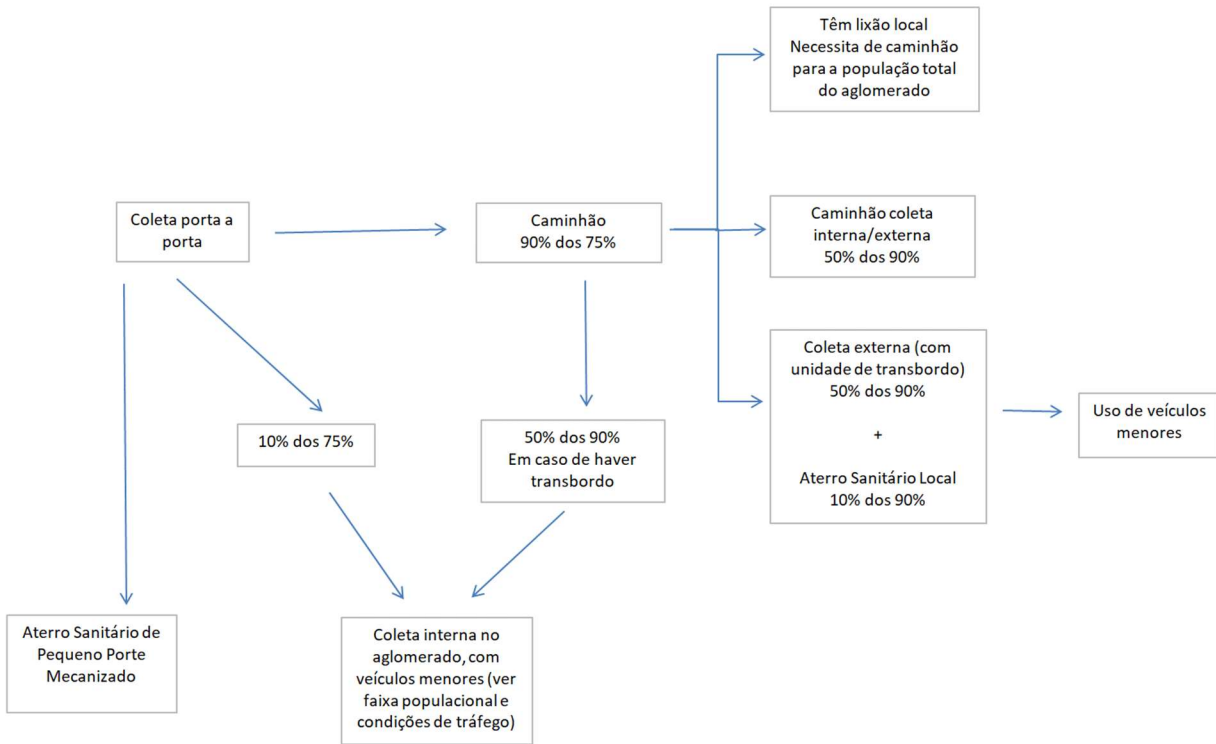 Têm lixão local
Necessita de caminhão
para a população total
do aglomerado
Coleta porta a
porta
Caminhão
90% dos 75%
Caminhão coleta
interna/externa
50% dos 90%
Coleta externa (com
unidade de transbordo)
50% dos 90%
+
Aterro Sanitário Local
10% dos 90%
Uso de veículos
menores
10% dos 75%
50% dos 90%
Em caso de haver
transbordo
Aterro Sanitário de
Pequeno Porte
Mecanizado
Coleta interna no
aglomerado, com
veículos menores (ver
faixa populacional e
condições de tráfego)